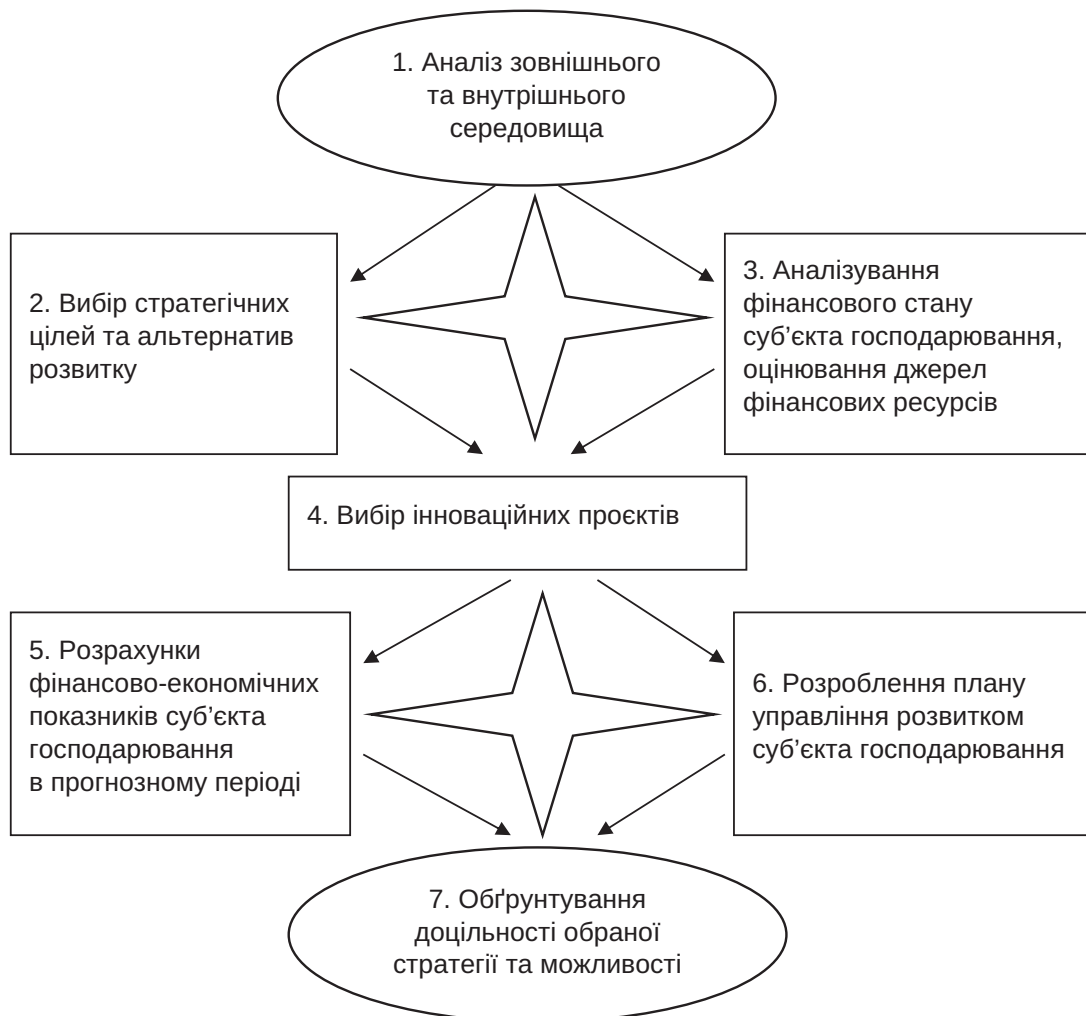 1. Аналіз зовнішнього
та внутрішнього
середовища
2. Вибір стратегічних
цілей та альтернатив
розвитку
3. Аналізування
фінансового стану
суб’єкта господарювання,
оцінювання джерел
фінансових ресурсів
4. Вибір інноваційних проєктів
5. Розрахунки
фінансово-економічних
показників суб’єкта
господарювання
в прогнозному періоді
6. Розроблення плану
управління розвитком
суб’єкта господарювання
7. Обґрунтування
доцільності обраної
стратегії та можливості